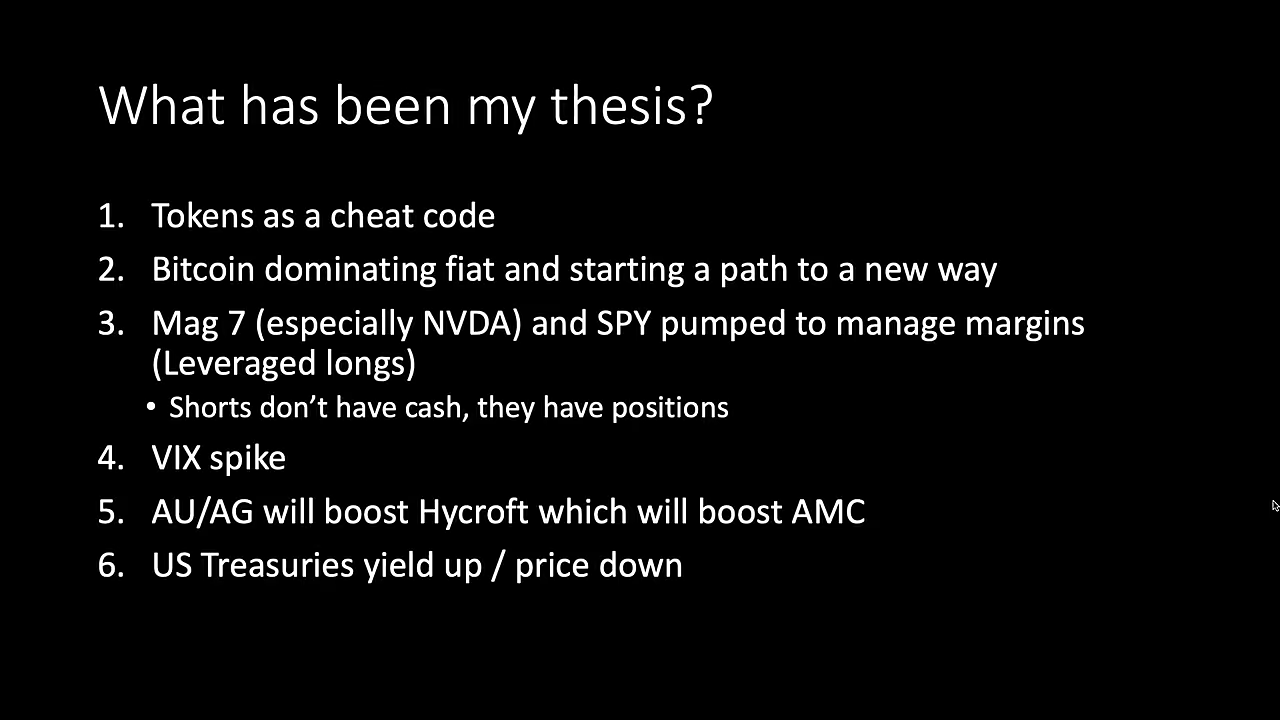 What has been my thesis?
1. Tokens as a cheat code
2. Bitcoin dominating fiat and starting a path to a new way
3. Mag 7 (especially NVDA) and SPY pumped to manage margins
(Leveraged longs)
• Shorts don’t have cash, they have positions
4. VIX spike
5. AU/AG will boost Hycroft which will boost AMC
6. US Treasuries yield up / price down